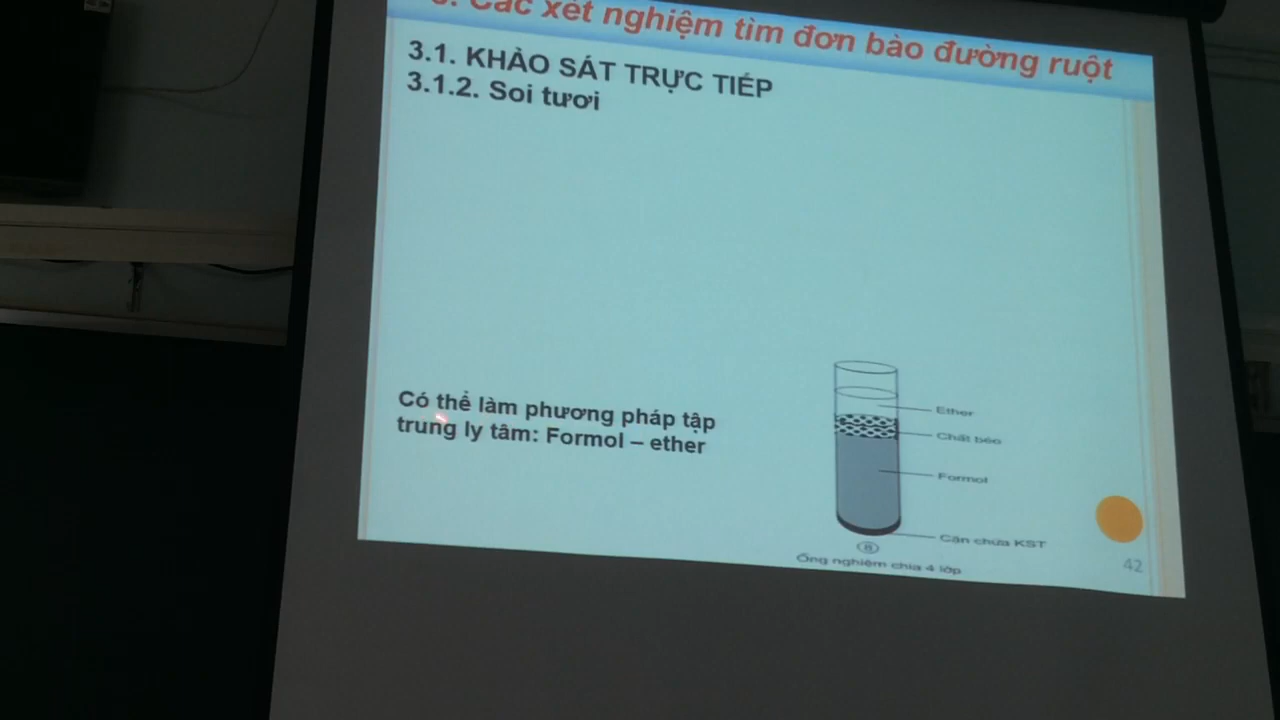 Các xét nghiệm tìm đơn bào đường ruột
3.1. KHẢO SÁT TRỰC TIẾP
3.1.2. Soi tươi
Có thể làm phương pháp tập
trung ly tâm: Formol – ether
Ether
Chất béo
Formol
Cặn chứa KST
B
Ống nghiệm chia 4 lớp
42